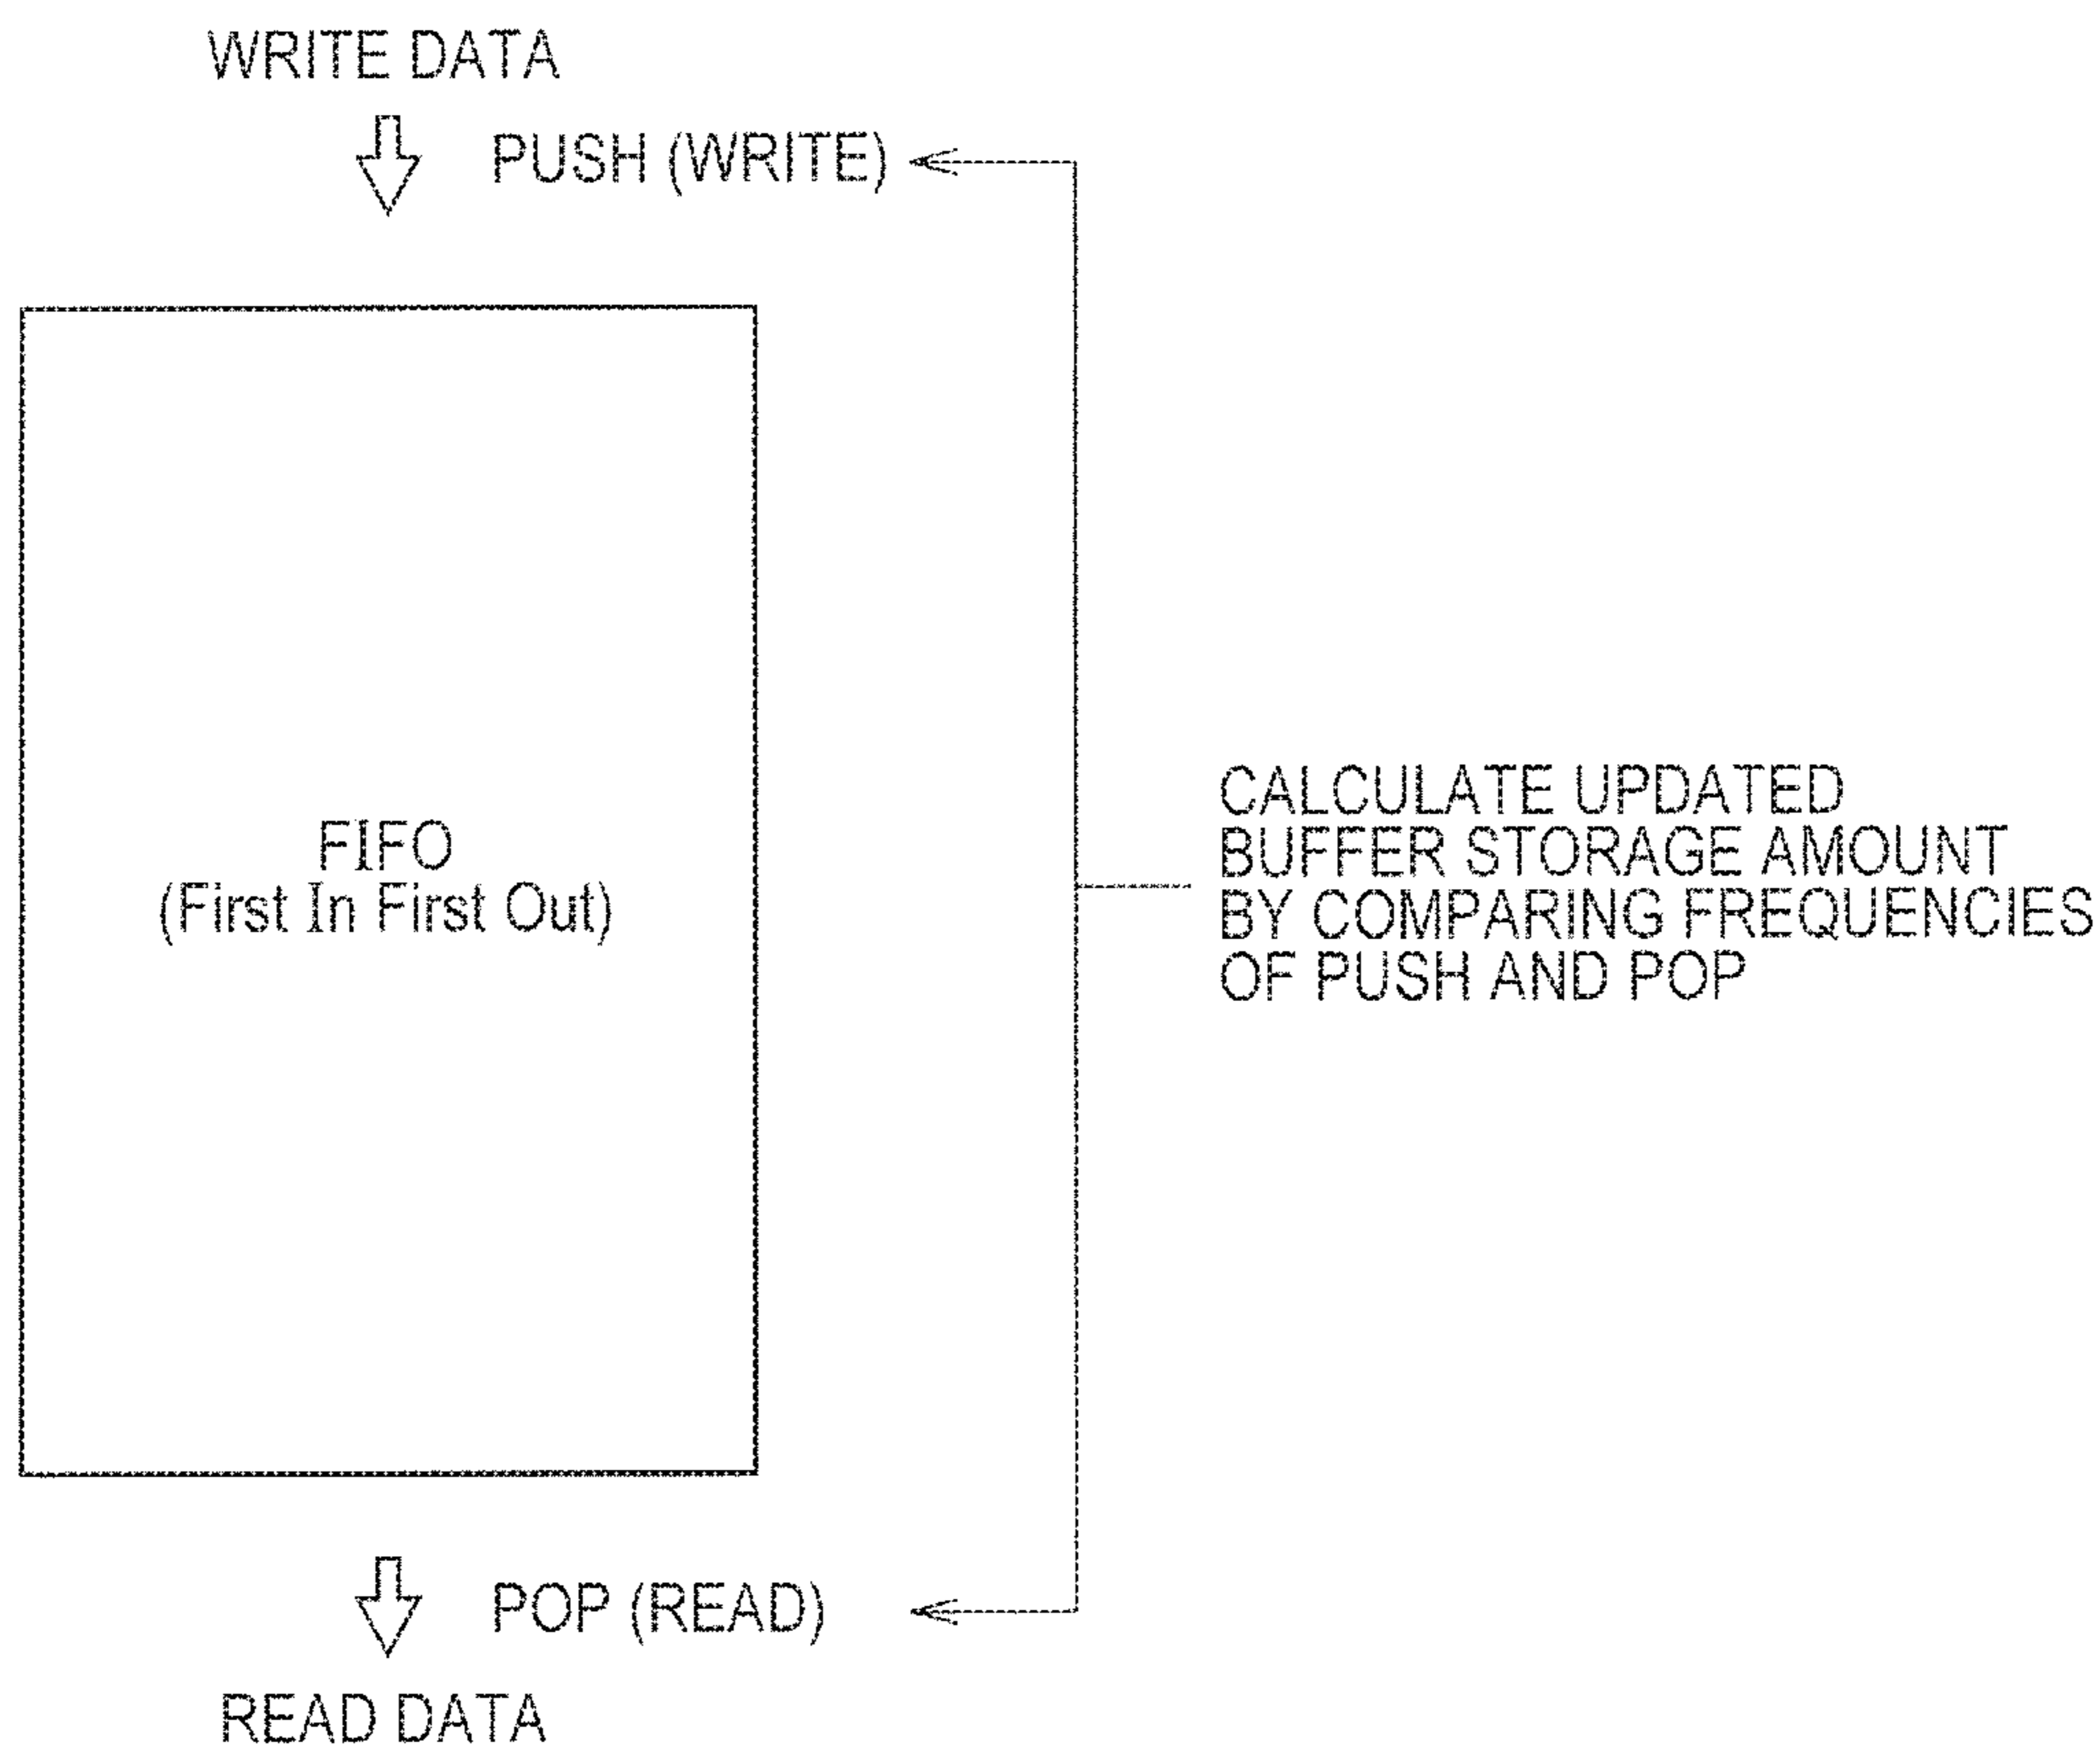 WRITE DATA
PUSH (WRITE)
FIFO
(First In First Out)
CALCULATE UPDATED
BUFFER STORAGE AMOUNT
BY COMPARING FREQUENCIES
OF PUSH AND POP
POP (READ)
READ DATA